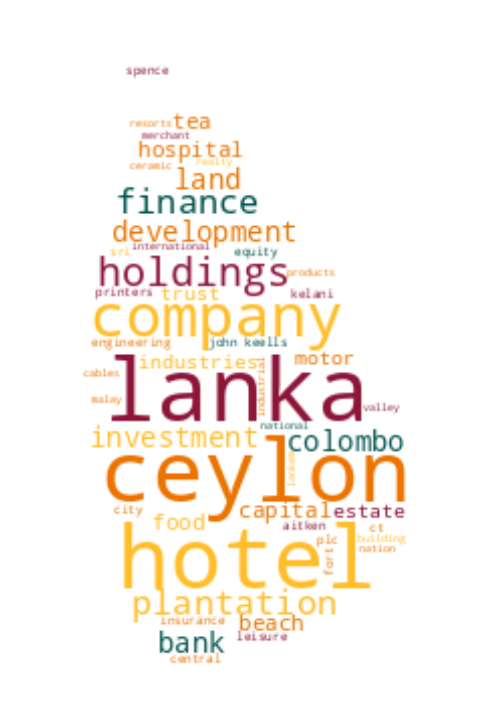 spence
resorts tea
merchant
hospital
ceramic realty
land
finance
development
sri international equity
holdings products
printers trust kelani
company
engineering john keells
industries motor
cables lanka industrial
malay valley
national
investment colombo
ceylon lankan
city capital estate
food aitken ct
hotel fort plc building
nation
plantation
insurance beach
bank leisure
central